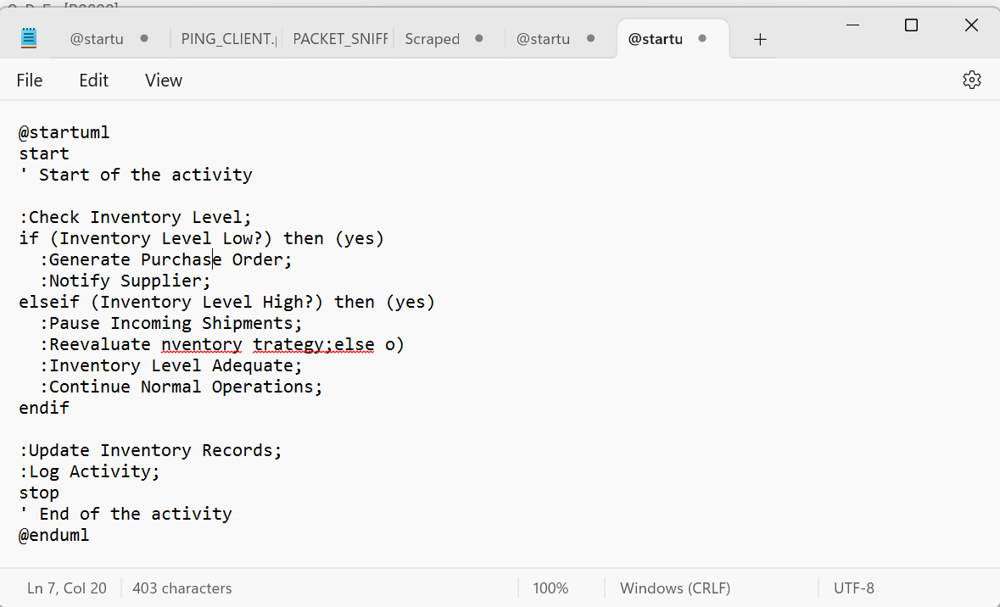 @startu
PING_CLIENT.
PACKET_SNIFF
Scraped
@startu
@startu
File Edit View
@startuml
start
' Start of the activity
:Check Inventory Level;
if (Inventory Level Low?) then (yes)
:Generate Purchase Order;
:Notify Supplier;
elseif (Inventory Level High?) then (yes)
:Pause Incoming Shipments;
:Reevaluate nventory trategy;else o)
:Inventory Level Adequate;
:Continue Normal Operations;
endif
:Update Inventory Records;
:Log Activity;
stop
' End of the activity
@enduml
Ln 7, Col 20 403 characters 100% Windows (CRLF) UTF-8